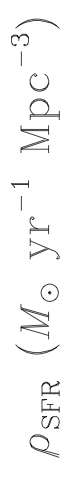 ρ_SFR (M_⊙ yr⁻¹ Mpc⁻³)